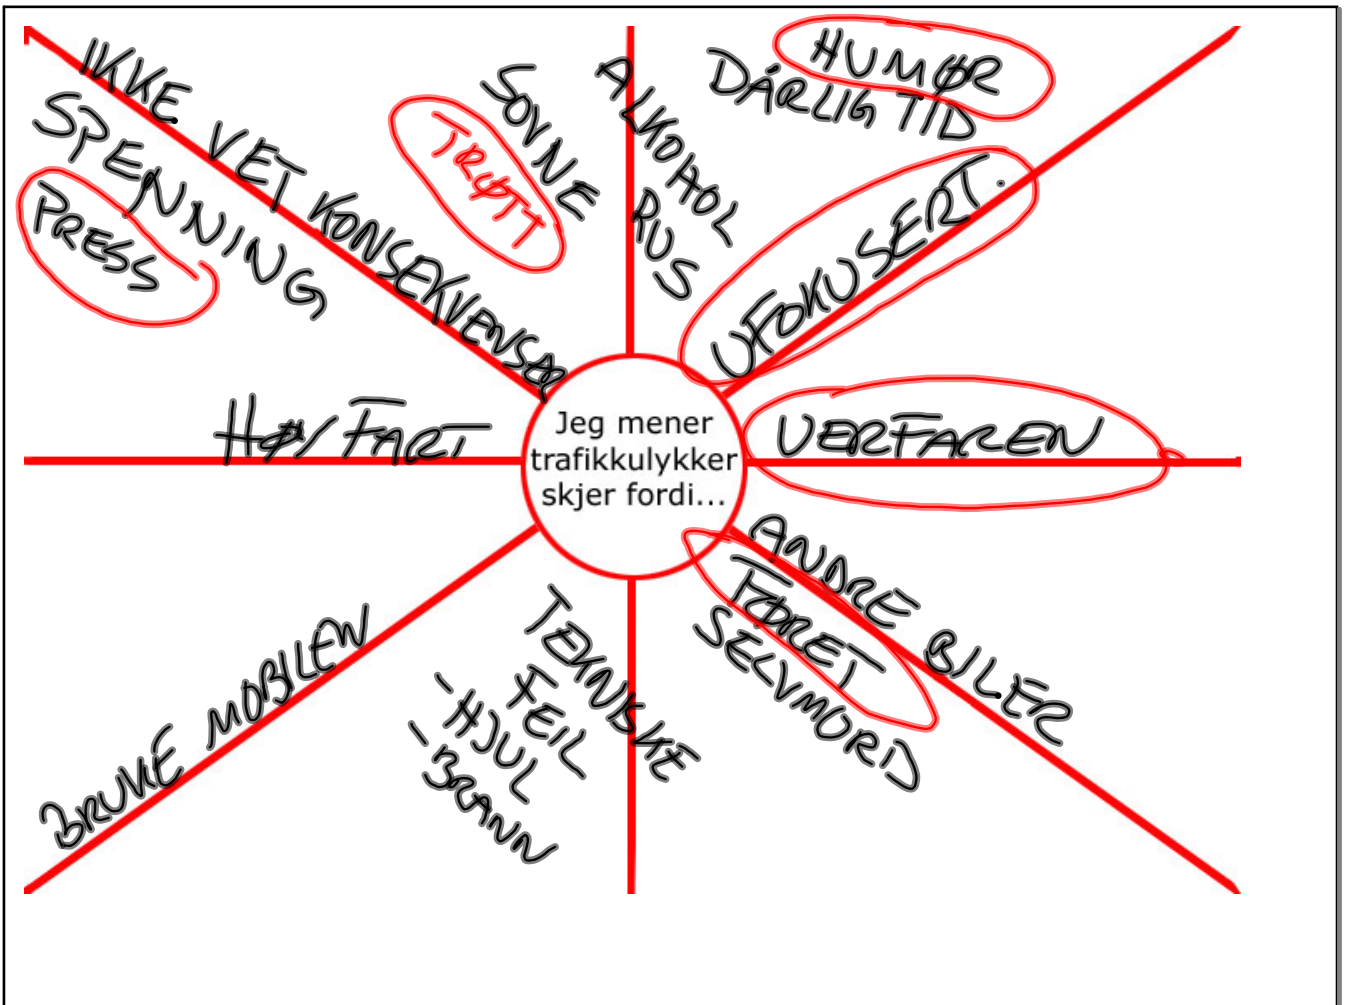 IKKE VET KONSEKVENSER
SPENNING
PRESS
SOVNE
TRØTT
ALKOHOL
RUS
HUMØR
DÅRLIG TID
UFOKUSERT.
HØY FART
Jeg mener
trafikkulykker
skjer fordi...
UERFAREN
BRUKE MOBILEN
TEKNISKE
FEIL
-HJUL
-BRANN
ANDRE BILER
FØRET
SELVMORD